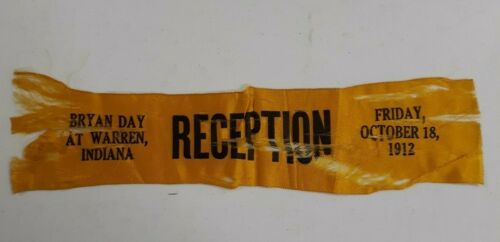 BRYAN DAY
AT WARREN,
INDIANA
RECEPTION
FRIDAY,
OCTOBER 18,
1912